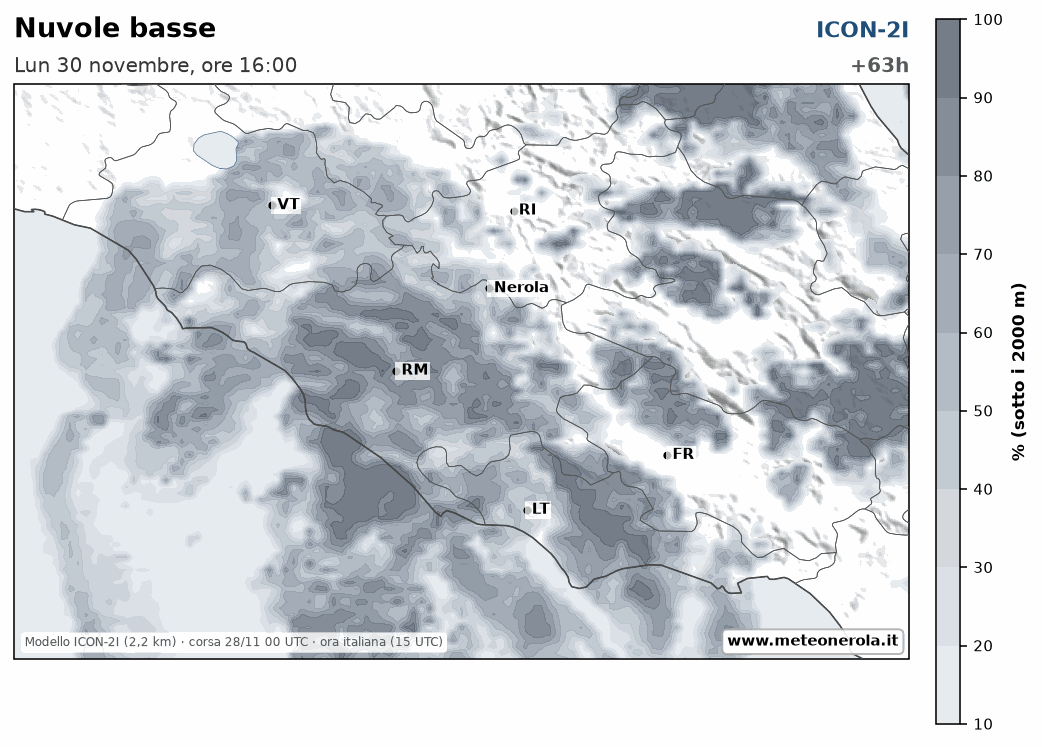 Nuvole basse
ICON-2I
Lun 30 novembre, ore 16:00
+63h
VT
RI
Nerola
RM
FR
LT
Modello ICON-2I (2,2 km) · corsa 28/11 00 UTC · ora italiana (15 UTC)
www.meteonerola.it
100
90
80
70
60
50
40
30
20
10
% (sotto i 2000 m)